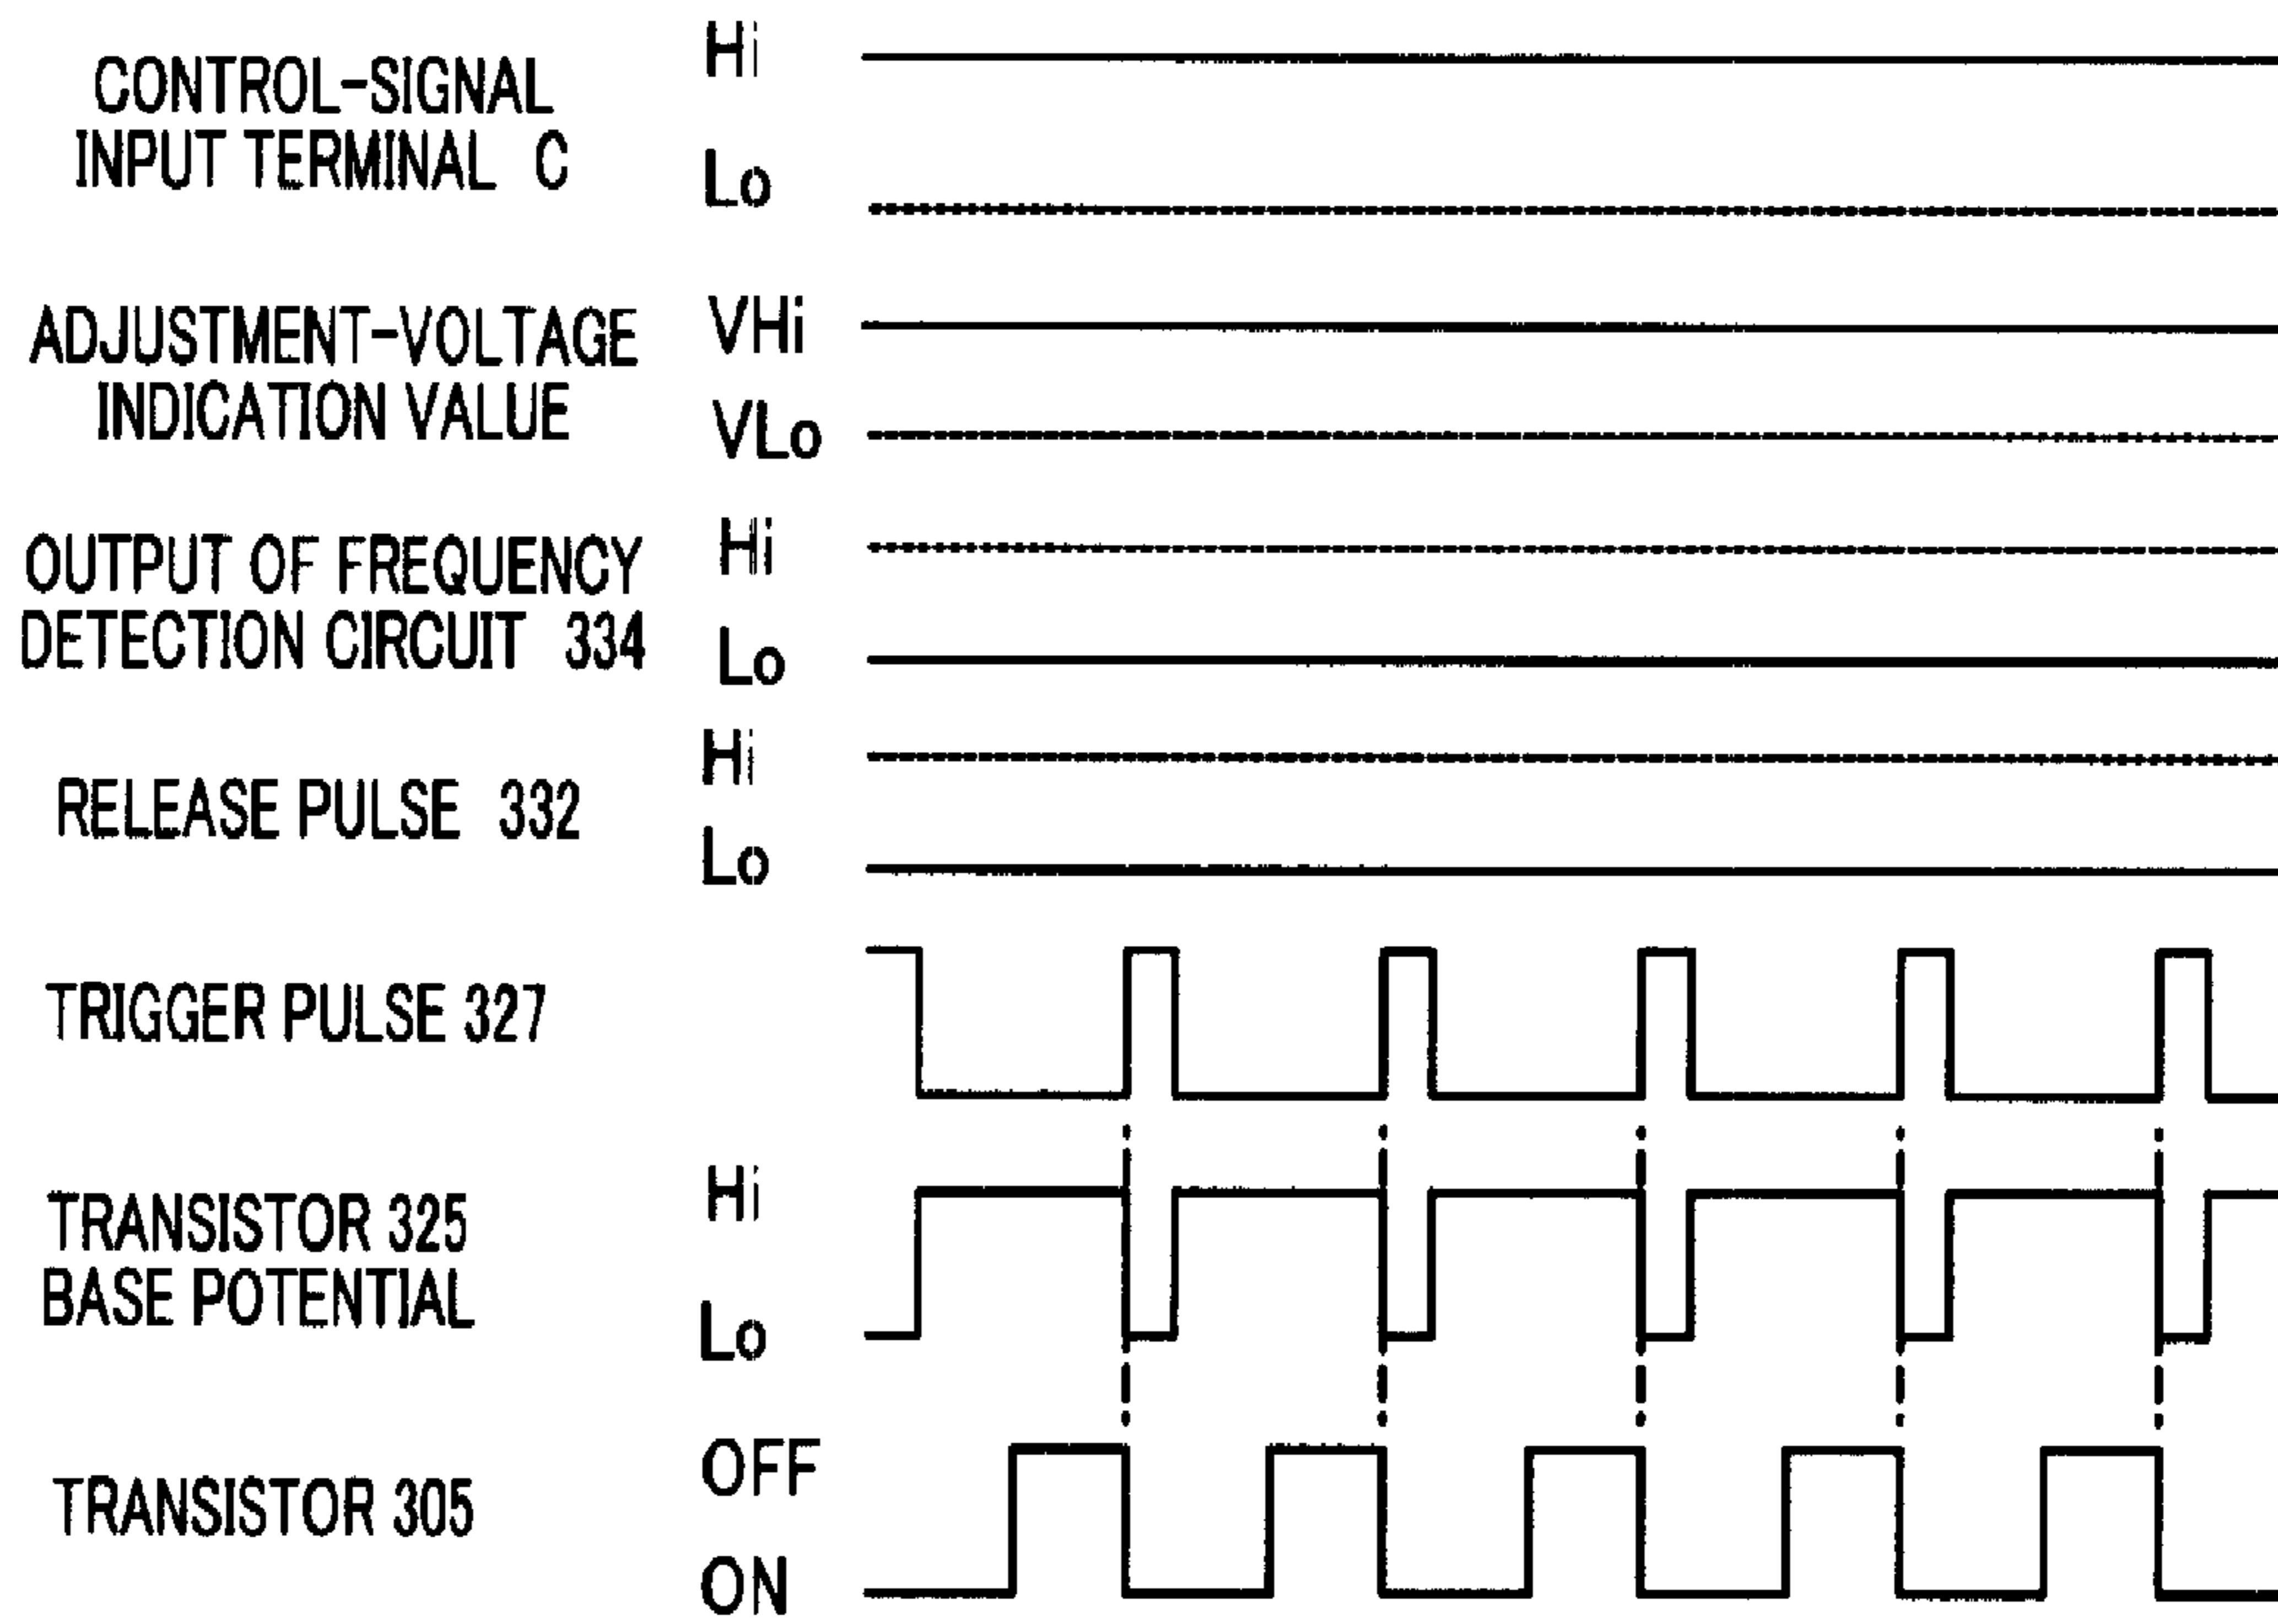 CONTROL-SIGNAL
INPUT TERMINAL C
Hi
Lo
ADJUSTMENT-VOLTAGE
INDICATION VALUE
VHi
VLo
OUTPUT OF FREQUENCY
DETECTION CIRCUIT 334
Hi
Lo
RELEASE PULSE 332
Hi
Lo
TRIGGER PULSE 327
TRANSISTOR 325
BASE POTENTIAL
Hi
Lo
TRANSISTOR 305
OFF
ON